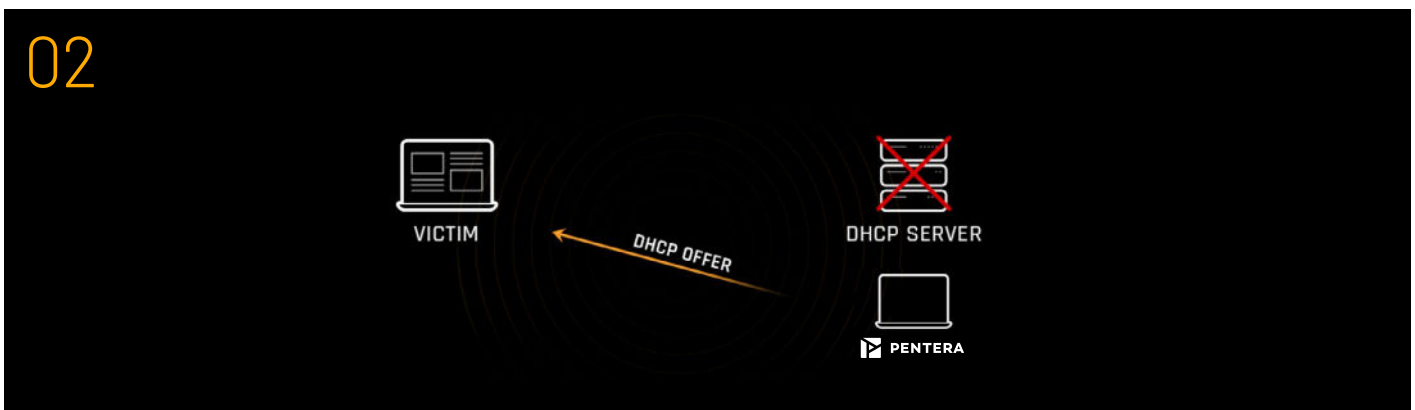 02
VICTIM
DHCP SERVER
DHCP OFFER
PENTERA